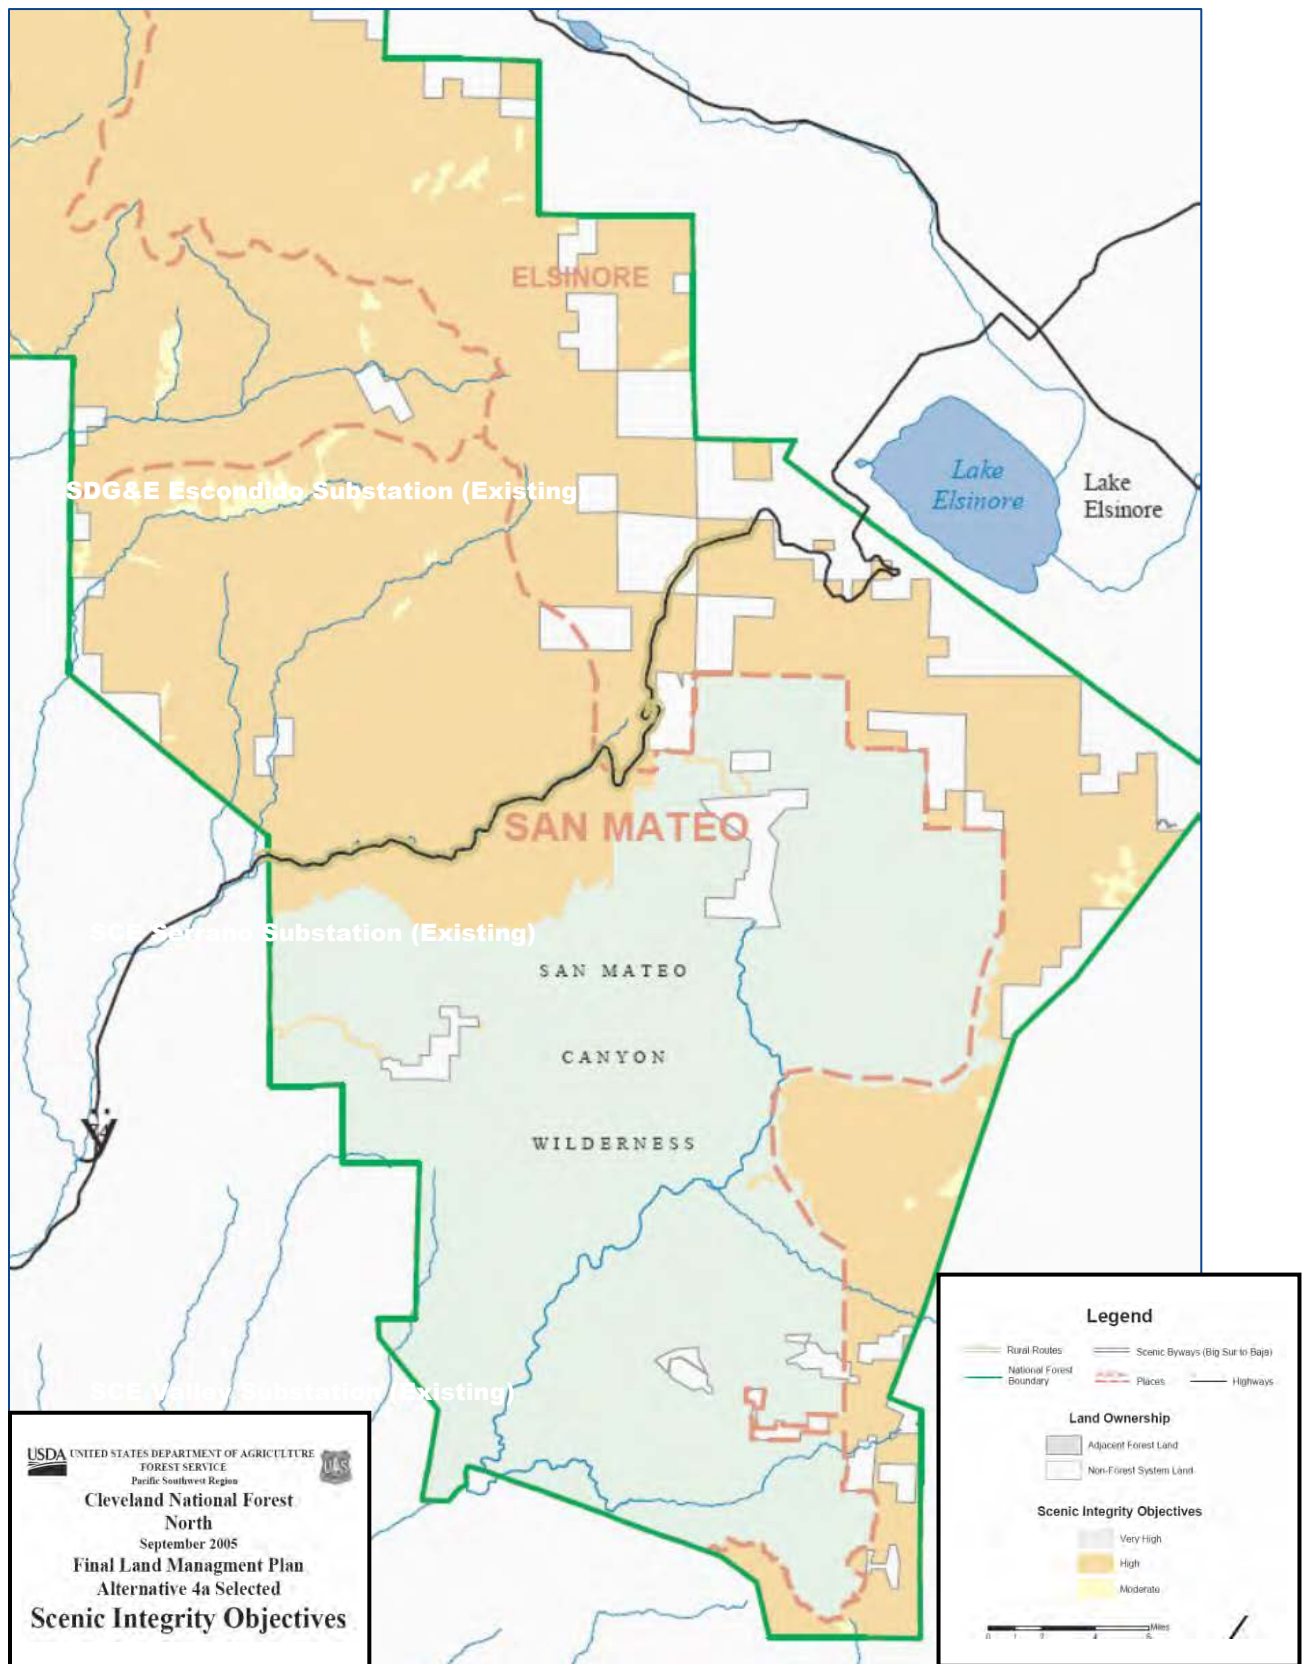 ELSINORE
Lake
Elsinore
Lake
Elsinore
SDG&E Escondido Substation (Existing)
SAN MATEO
SCE Serrano Substation (Existing)
SAN MATEO
CANYON
WILDERNESS
SCE Valley Substation (Existing)
USDA UNITED STATES DEPARTMENT OF AGRICULTURE
FOREST SERVICE
Pacific Southwest Region
Cleveland National Forest
North
September 2005
Final Land Managment Plan
Alternative 4a Selected
Scenic Integrity Objectives
Legend
Rural Routes
Scenic Byways (Big Sur to Baja)
National Forest
Boundary
Places
Highways
Land Ownership
Adjacent Forest Land
Non-Forest System Land
Scenic Integrity Objectives
Very High
High
Moderate
Miles
0 1 2 4